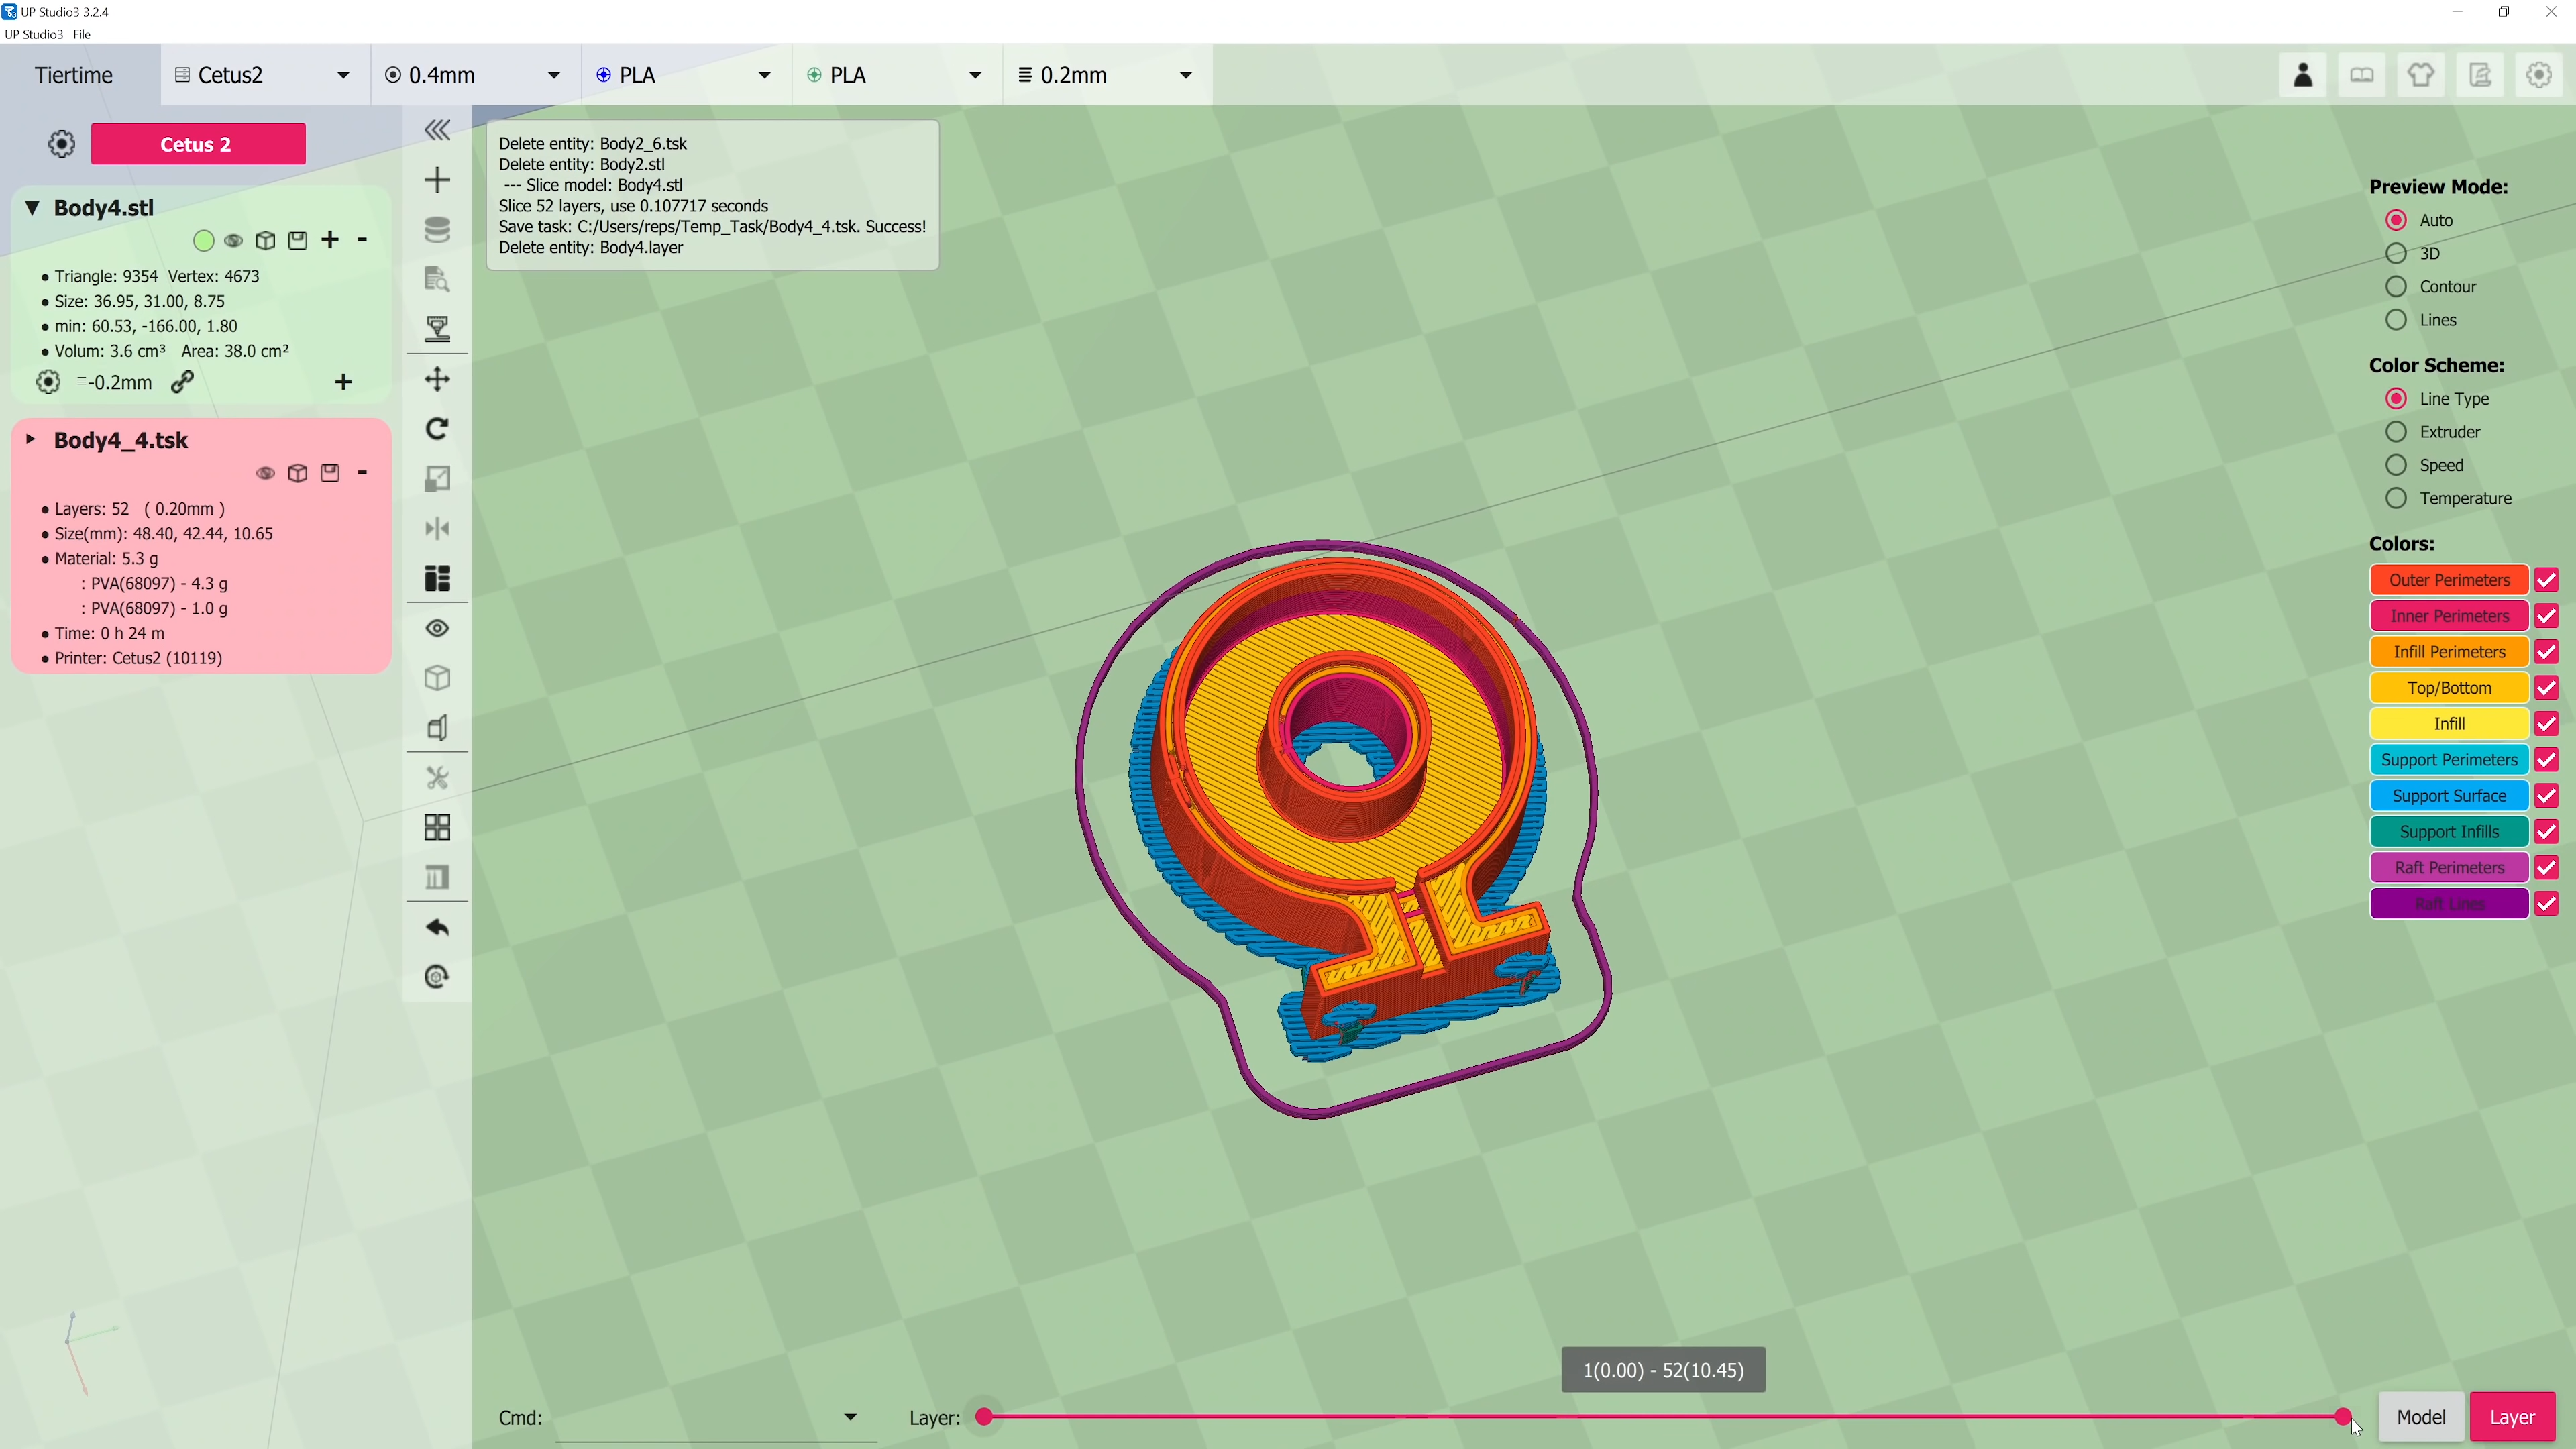 UP Studio3 3.2.4
UP Studio3 File
Tiertime
Cetus2
0.4mm
PLA
PLA
0.2mm
Cetus 2
Body4.stl
• Triangle: 9354 Vertex: 4673
• Size: 36.95, 31.00, 8.75
• min: 60.53, -166.00, 1.80
• Volum: 3.6 cm³ Area: 38.0 cm²
-0.2mm
Body4_4.tsk
• Layers: 52 ( 0.20mm )
• Size(mm): 48.40, 42.44, 10.65
• Material: 5.3 g
: PVA(68097) - 4.3 g
: PVA(68097) - 1.0 g
• Time: 0 h 24 m
• Printer: Cetus2 (10119)
Delete entity: Body2_6.tsk
Delete entity: Body2.stl
--- Slice model: Body4.stl
Slice 52 layers, use 0.107717 seconds
Save task: C:/Users/reps/Temp_Task/Body4_4.tsk. Success!
Delete entity: Body4.layer
Preview Mode:
Auto
3D
Contour
Lines
Color Scheme:
Line Type
Extruder
Speed
Temperature
Colors:
Outer Perimeters
Inner Perimeters
Infill Perimeters
Top/Bottom
Infill
Support Perimeters
Support Surface
Support Infills
Raft Perimeters
Raft Lines
1(0.00) - 52(10.45)
Cmd:
Layer:
Model
Layer